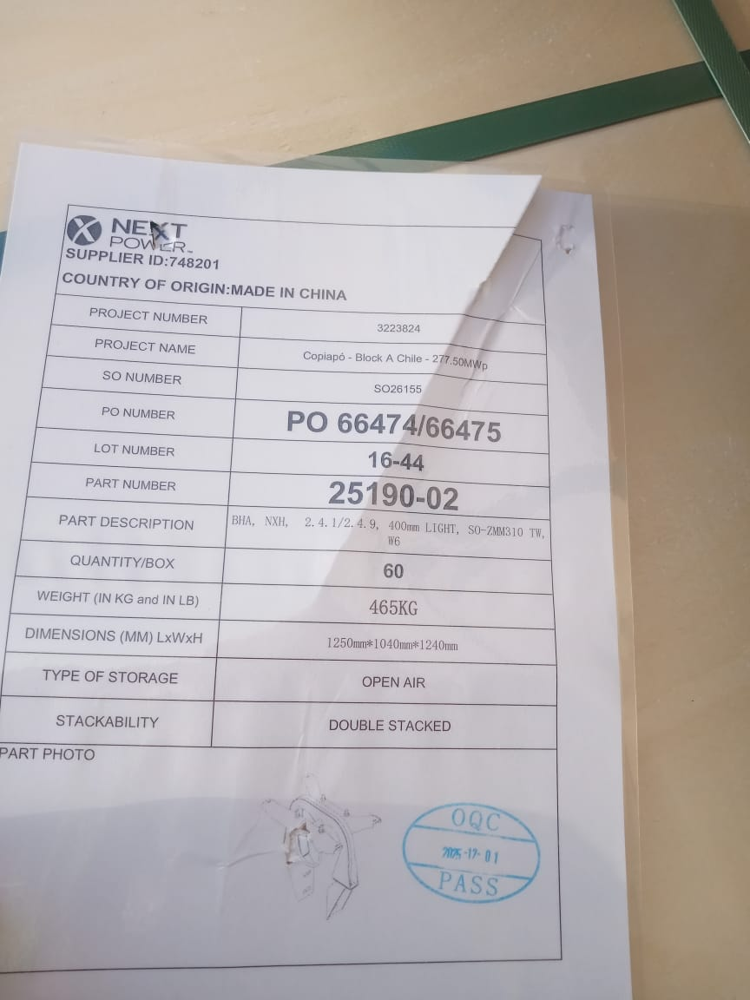 NEXT
POWER™
SUPPLIER ID:748201
COUNTRY OF ORIGIN:MADE IN CHINA
PROJECT NUMBER 3223824
PROJECT NAME Copiapó - Block A Chile - 277.50MWp
SO NUMBER SO26155
PO NUMBER PO 66474/66475
LOT NUMBER 16-44
PART NUMBER 25190-02
PART DESCRIPTION BHA, NXH, 2.4.1/2.4.9, 400mm LIGHT, SO-ZMM310 TW,
W6
QUANTITY/BOX 60
WEIGHT (IN KG and IN LB) 465KG
DIMENSIONS (MM) LxWxH 1250mm*1040mm*1240mm
TYPE OF STORAGE OPEN AIR
STACKABILITY DOUBLE STACKED
PART PHOTO
OQC
2025-12-01
PASS